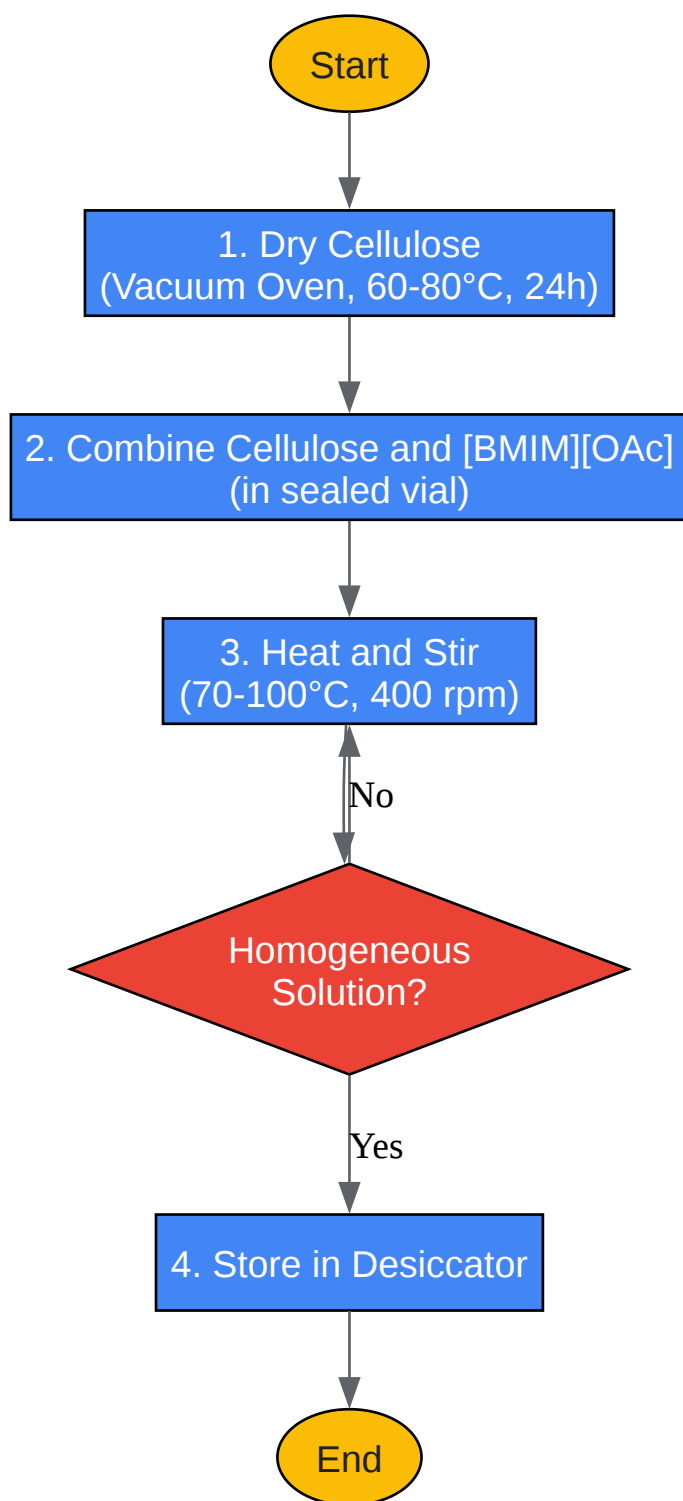 Start
1. Dry Cellulose
(Vacuum Oven, 60-80°C, 24h)
2. Combine Cellulose and [BMIM][OAc]
(in sealed vial)
3. Heat and Stir
(70-100°C, 400 rpm)
No
Homogeneous
Solution?
Yes
4. Store in Desiccator
End